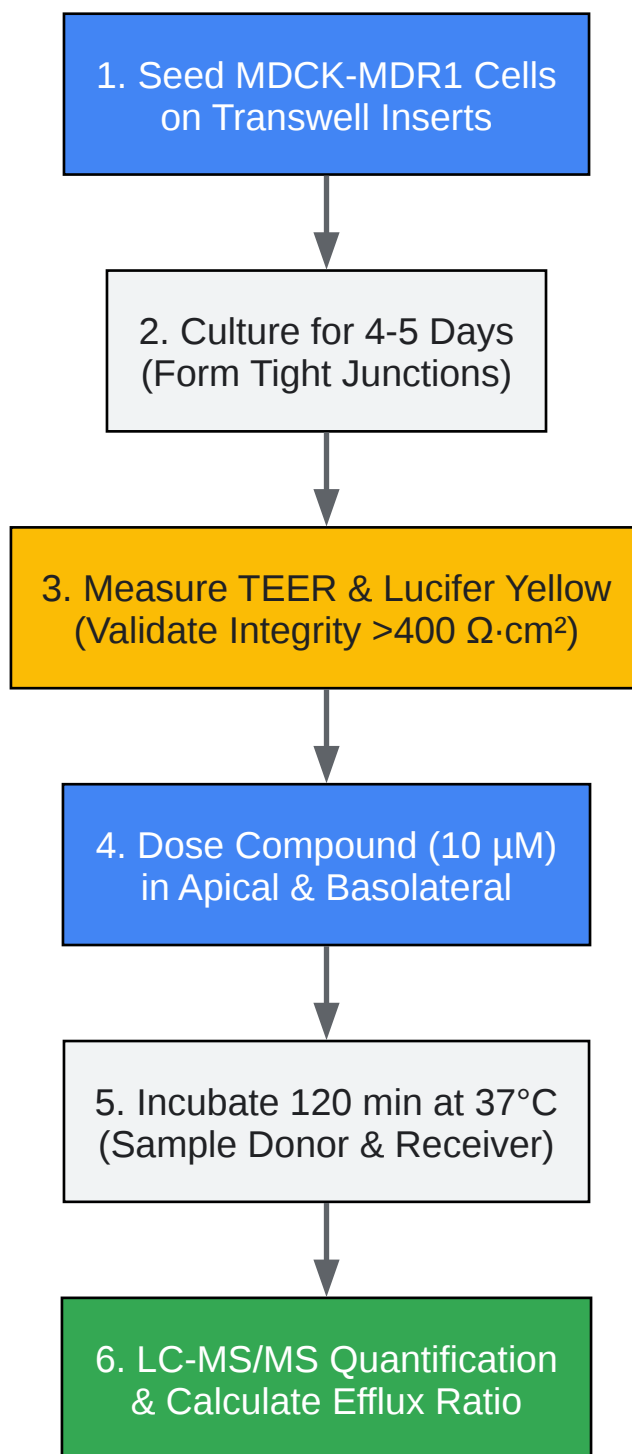 1. Seed MDCK-MDR1 Cells
on Transwell Inserts
2. Culture for 4-5 Days
(Form Tight Junctions)
3. Measure TEER & Lucifer Yellow
(Validate Integrity >400 Ω·cm²)
4. Dose Compound (10 µM)
in Apical & Basolateral
5. Incubate 120 min at 37°C
(Sample Donor & Receiver)
6. LC-MS/MS Quantification
& Calculate Efflux Ratio